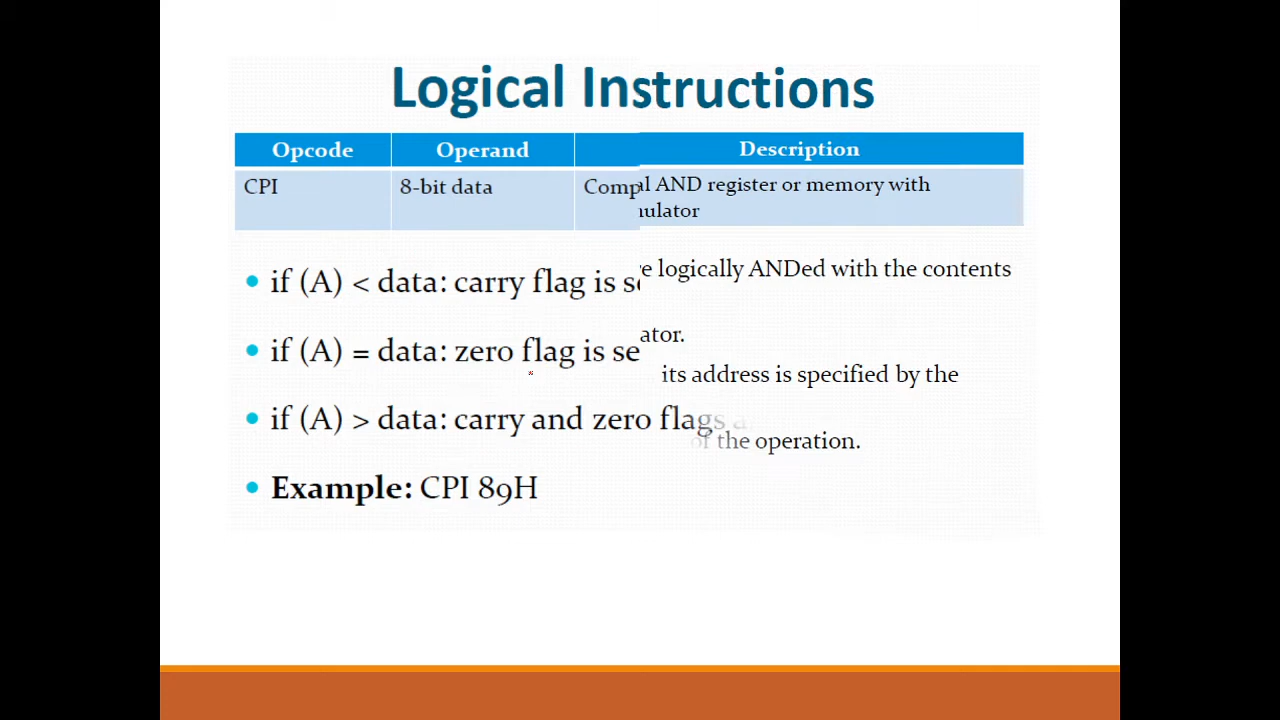 Logical Instructions
Opcode Operand Description
CPI 8-bit data Comp al AND register or memory with
ulator
if (A) < data: carry flag is s
e logically ANDed with the contents
ator.
if (A) = data: zero flag is se
its address is specified by the
if (A) > data: carry and zero flags a
of the operation.
Example: CPI 89H